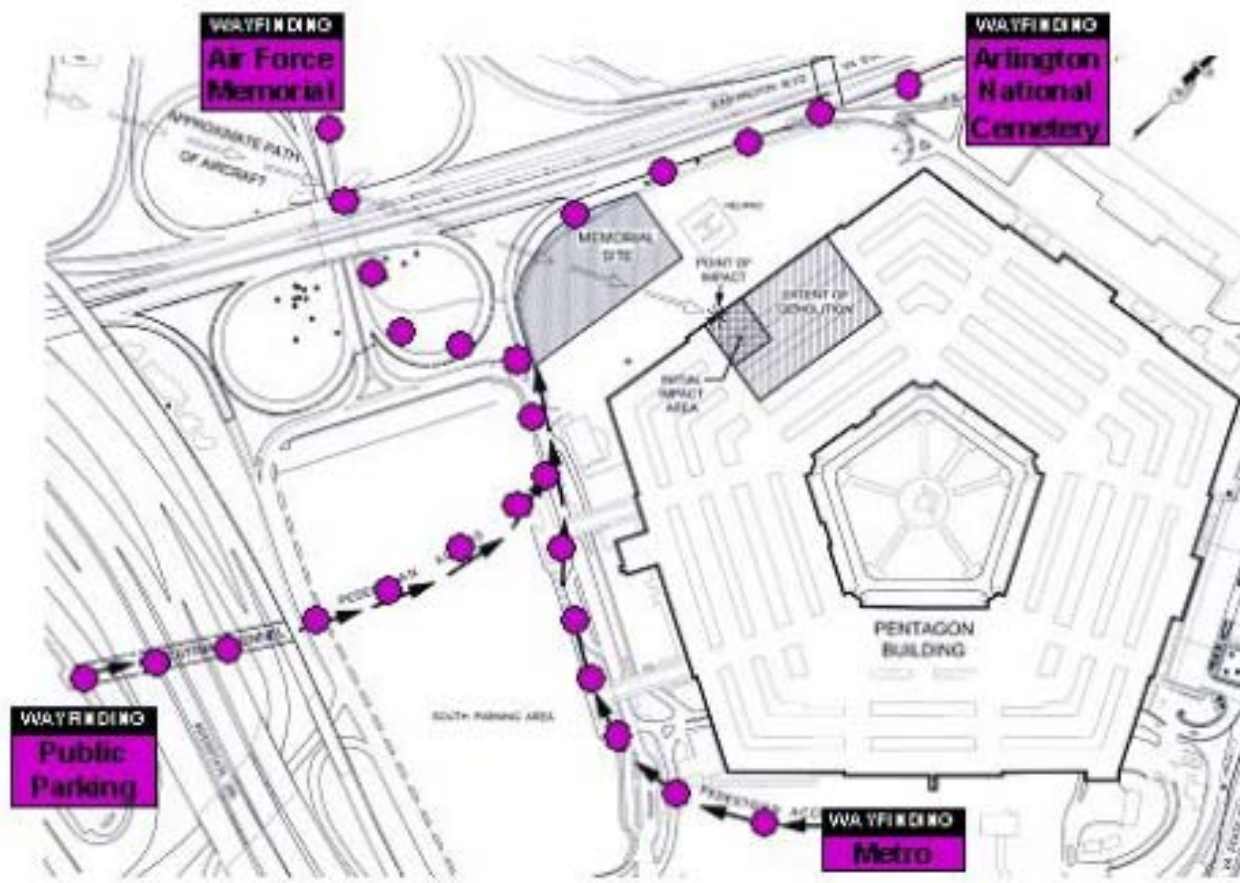 WAYFINDING
Air Force
Memorial
WAYFINDING
Arlington
National
Cemetery
APPROXIMATE PATH
OF AIRCRAFT
MEMORIAL
SITE
HELIPAD
POINT OF
IMPACT
EXTENT OF
DEMOLITION
INITIAL
IMPACT
AREA
PENTAGON
BUILDING
SOUTH PARKING AREA
WAYFINDING
Public
Parking
WAYFINDING
Metro